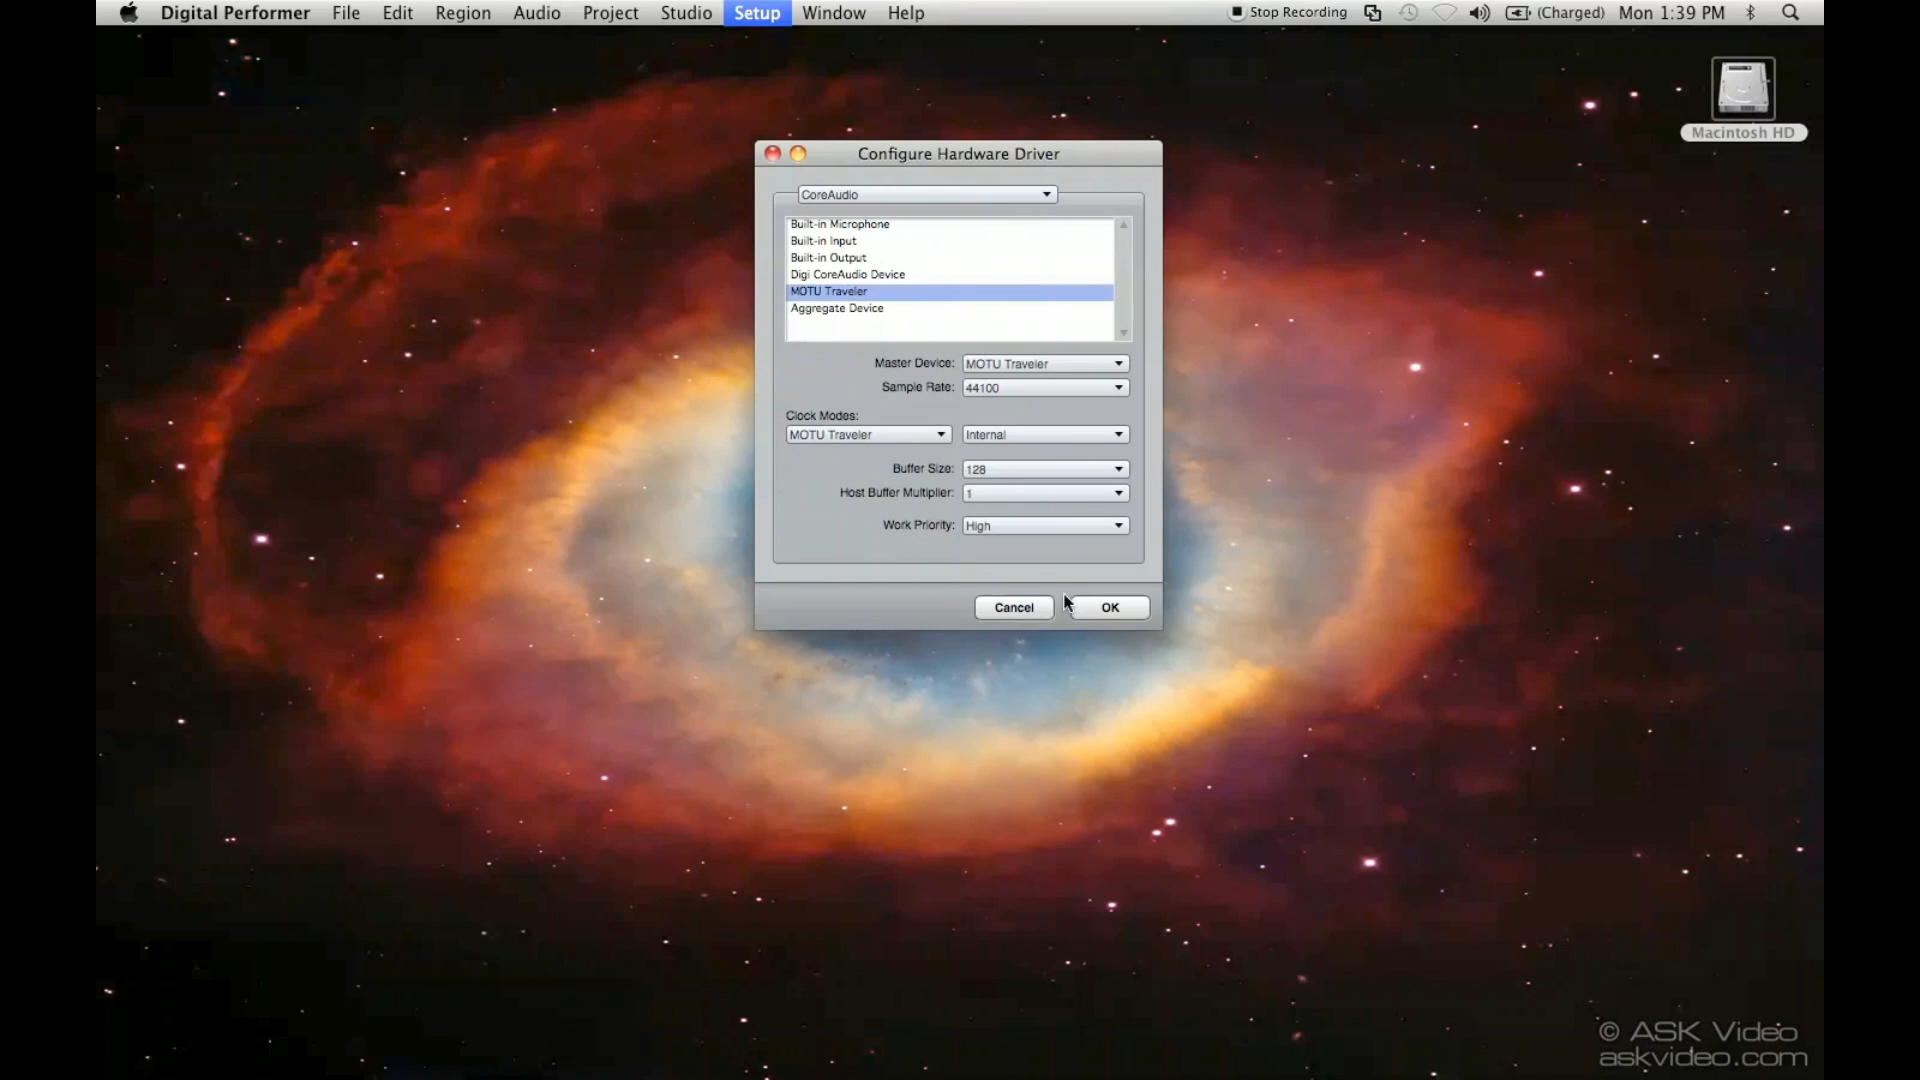 Digital Performer File Edit Region Audio Project Studio Setup Window Help Stop Recording (Charged) Mon 1:39 PM
Macintosh HD
Configure Hardware Driver
CoreAudio
Built-in Microphone
Built-in Input
Built-in Output
Digi CoreAudio Device
MOTU Traveler
Aggregate Device
Master Device: MOTU Traveler
Sample Rate: 44100
Clock Modes:
MOTU Traveler Internal
Buffer Size: 128
Host Buffer Multiplier: 1
Work Priority: High
Cancel OK
© ASK Video
askvideo.com